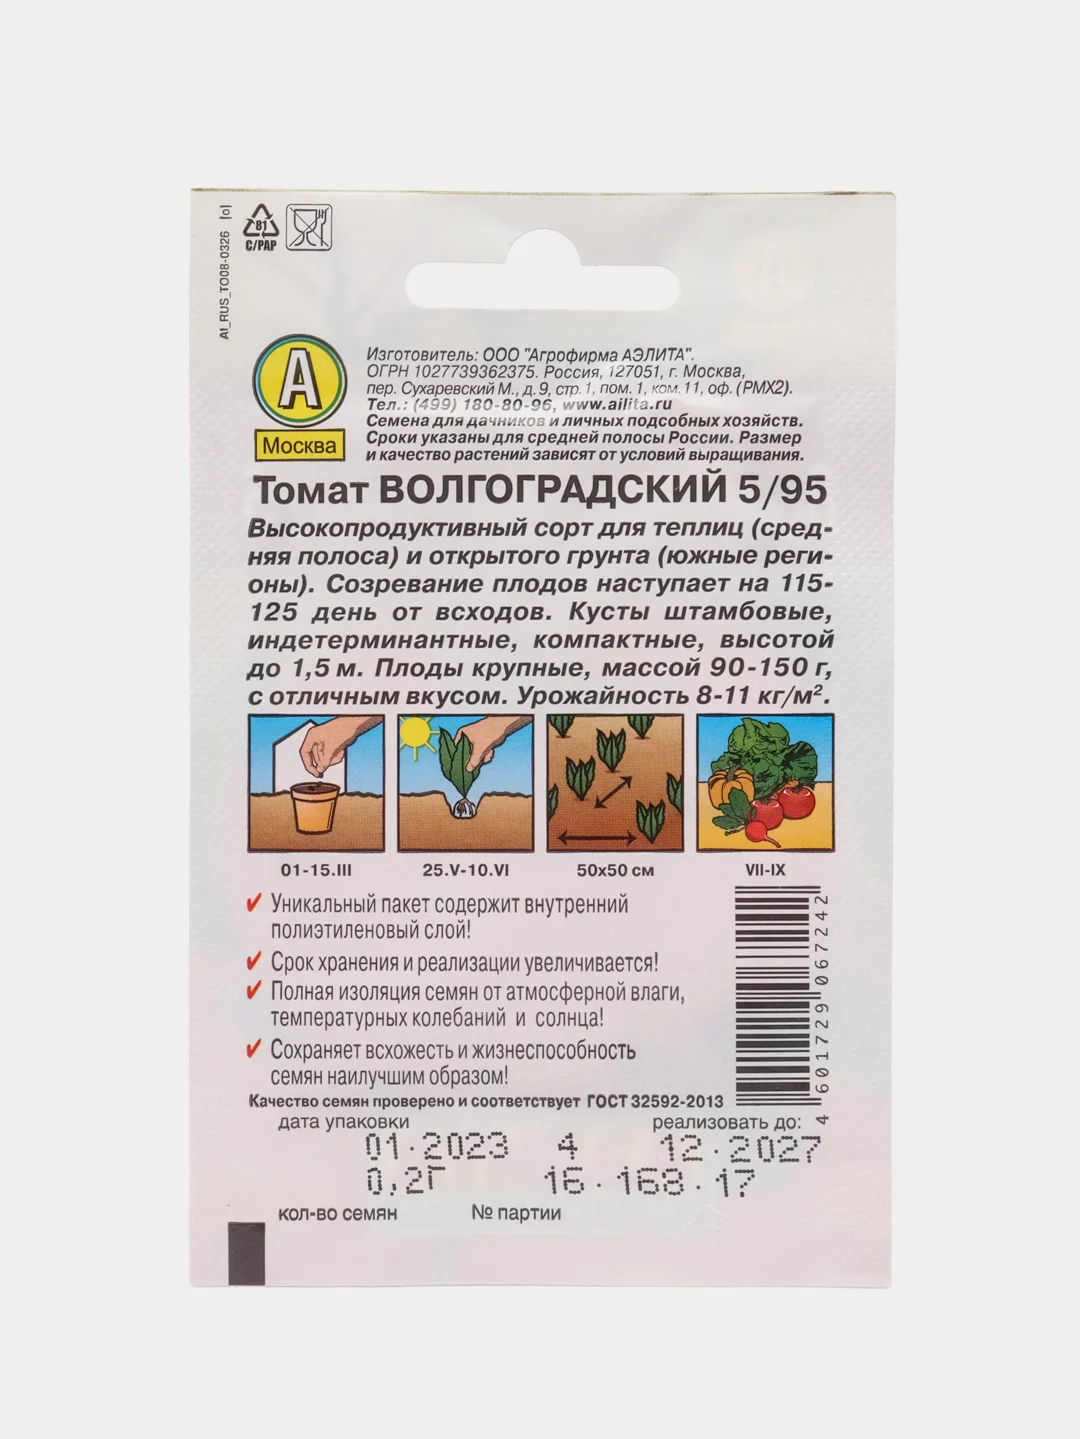 AI_RUS_TO08-0326 [o]
81
C/PAP
А
Москва
Изготовитель: ООО "Агрофирма АЭЛИТА".
ОГРН 1027739362375. Россия, 127051, г. Москва,
пер. Сухаревский М., д. 9, стр. 1, пом. 1, ком. 11, оф. (РМХ2).
Тел.: (499) 180-80-96, www.ailita.ru
Семена для дачников и личных подсобных хозяйств.
Сроки указаны для средней полосы России. Размер
и качество растений зависят от условий выращивания.
Томат ВОЛГОГРАДСКИЙ 5/95
Высокопродуктивный сорт для теплиц (сред-
няя полоса) и открытого грунта (южные реги-
оны). Созревание плодов наступает на 115-
125 день от всходов. Кусты штамбовые,
индетерминантные, компактные, высотой
до 1,5 м. Плоды крупные, массой 90-150 г,
с отличным вкусом. Урожайность 8-11 кг/м².
01-15.III 25.V-10.VI 50x50 см VII-IX
Уникальный пакет содержит внутренний
полиэтиленовый слой!
Срок хранения и реализации увеличивается!
Полная изоляция семян от атмосферной влаги,
температурных колебаний и солнца!
Сохраняет всхожесть и жизнеспособность
семян наилучшим образом!
4 601729 067242
Качество семян проверено и соответствует ГОСТ 32592-2013
дата упаковки реализовать до:
01.2023 4 12.2027
0,2Г 16.168.17
кол-во семян № партии